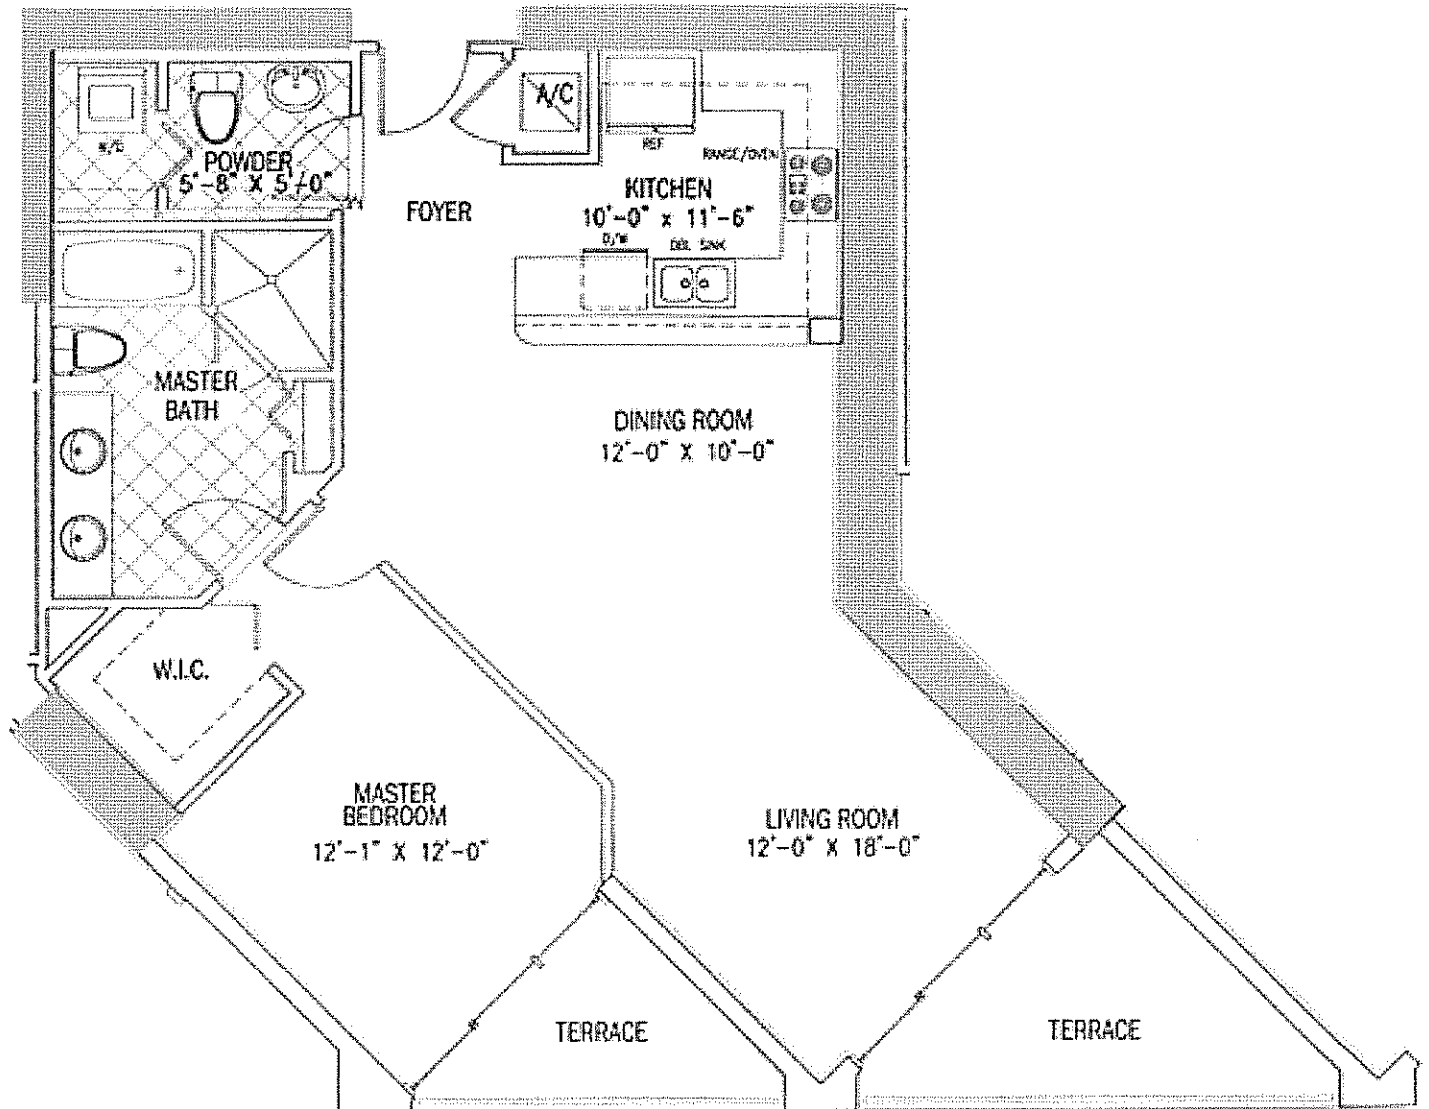 A/C
W/D
REF
RANGE/OVEN
POWDER
5'-8" X 5'-0"
FOYER
KITCHEN
10'-0" x 11'-6"
D/W
DBL SINK
MASTER
BATH
DINING ROOM
12'-0" X 10'-0"
W.I.C.
MASTER
BEDROOM
12'-1" X 12'-0"
LIVING ROOM
12'-0" X 18'-0"
TERRACE
TERRACE